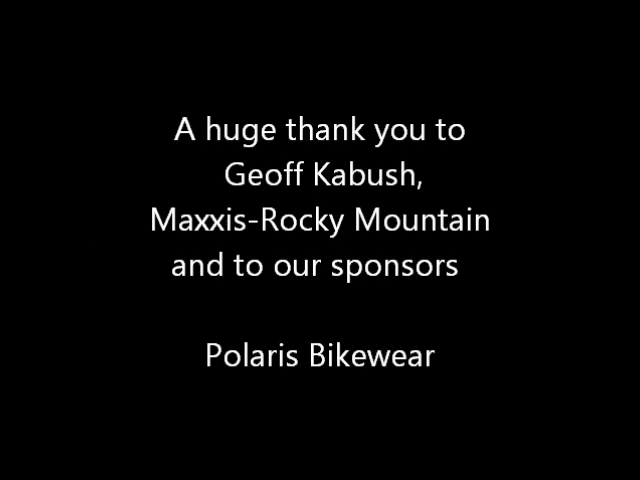 A huge thank you to
Geoff Kabush,
Maxxis-Rocky Mountain
and to our sponsors
Polaris Bikewear